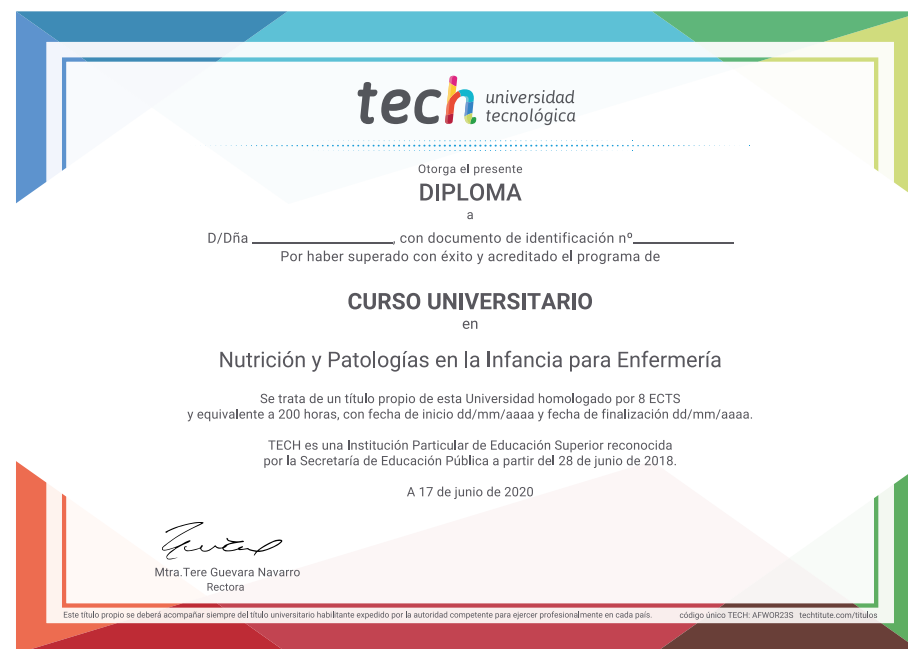 tech universidad
tecnológica
Otorga el presente
DIPLOMA
a
D/Dña ____________________, con documento de identificación nº______________
Por haber superado con éxito y acreditado el programa de
CURSO UNIVERSITARIO
en
Nutrición y Patologías en la Infancia para Enfermería
Se trata de un título propio de esta Universidad homologado por 8 ECTS
y equivalente a 200 horas, con fecha de inicio dd/mm/aaaa y fecha de finalización dd/mm/aaaa.
TECH es una Institución Particular de Educación Superior reconocida
por la Secretaría de Educación Pública a partir del 28 de junio de 2018.
A 17 de junio de 2020
Mtra.Tere Guevara Navarro
Rectora
Este título propio se deberá acompañar siempre del título universitario habilitante expedido por la autoridad competente para ejercer profesionalmente en cada país. código único TECH: AFWOR23S techtitute.com/titulos